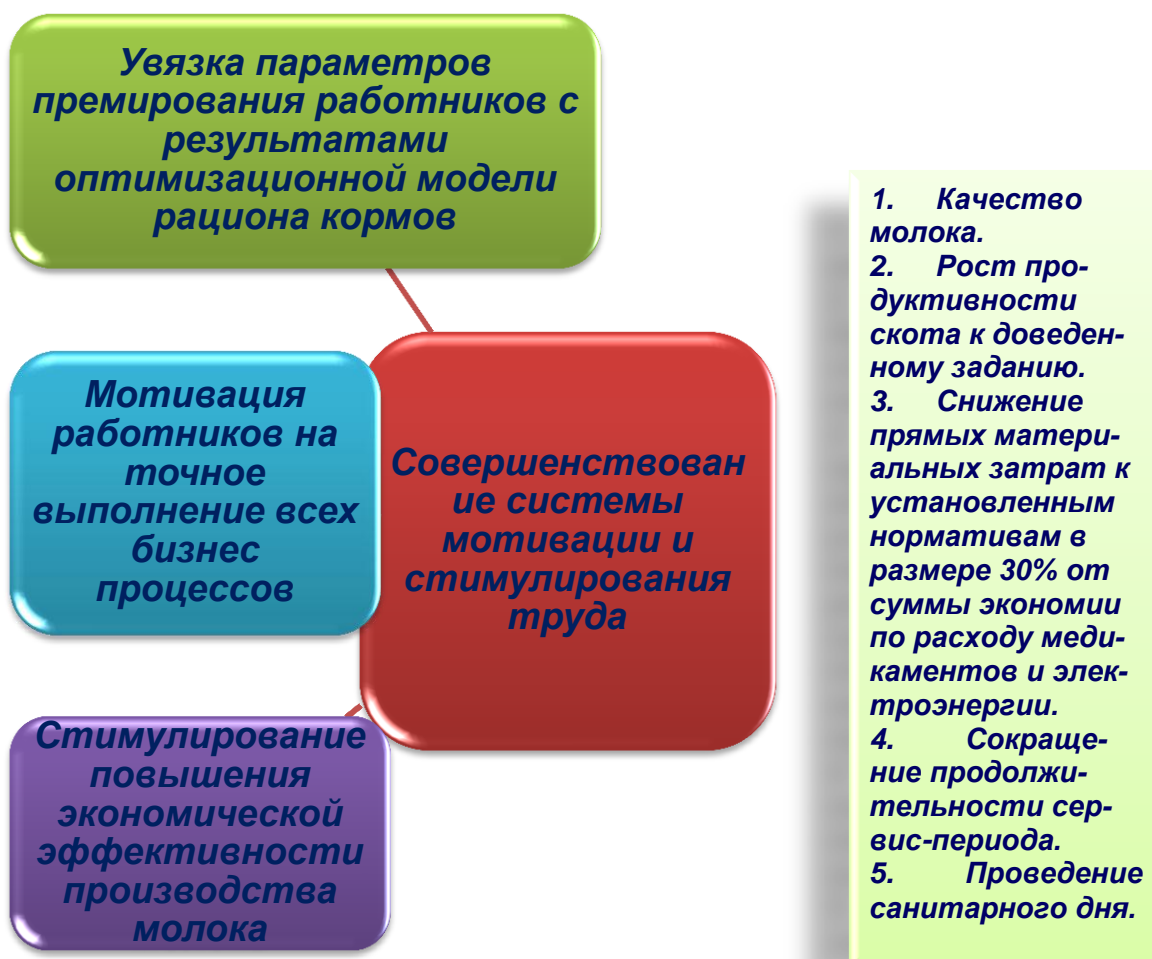 Увязка параметров
премирования работников с
результатами
оптимизационной модели
рациона кормов
Мотивация
работников на
точное
выполнение всех
бизнес
процессов
Совершенствован
ие системы
мотивации и
стимулирования
труда
Стимулирование
повышения
экономической
эффективности
производства
молока
1. Качество
молока.
2. Рост про-
дуктивности
скота к доведен-
ному заданию.
3. Снижение
прямых матери-
альных затрат к
установленным
нормативам в
размере 30% от
суммы экономии
по расходу меди-
каментов и элек-
троэнергии.
4. Сокраще-
ние продолжи-
тельности сер-
вис-периода.
5. Проведение
санитарного дня.